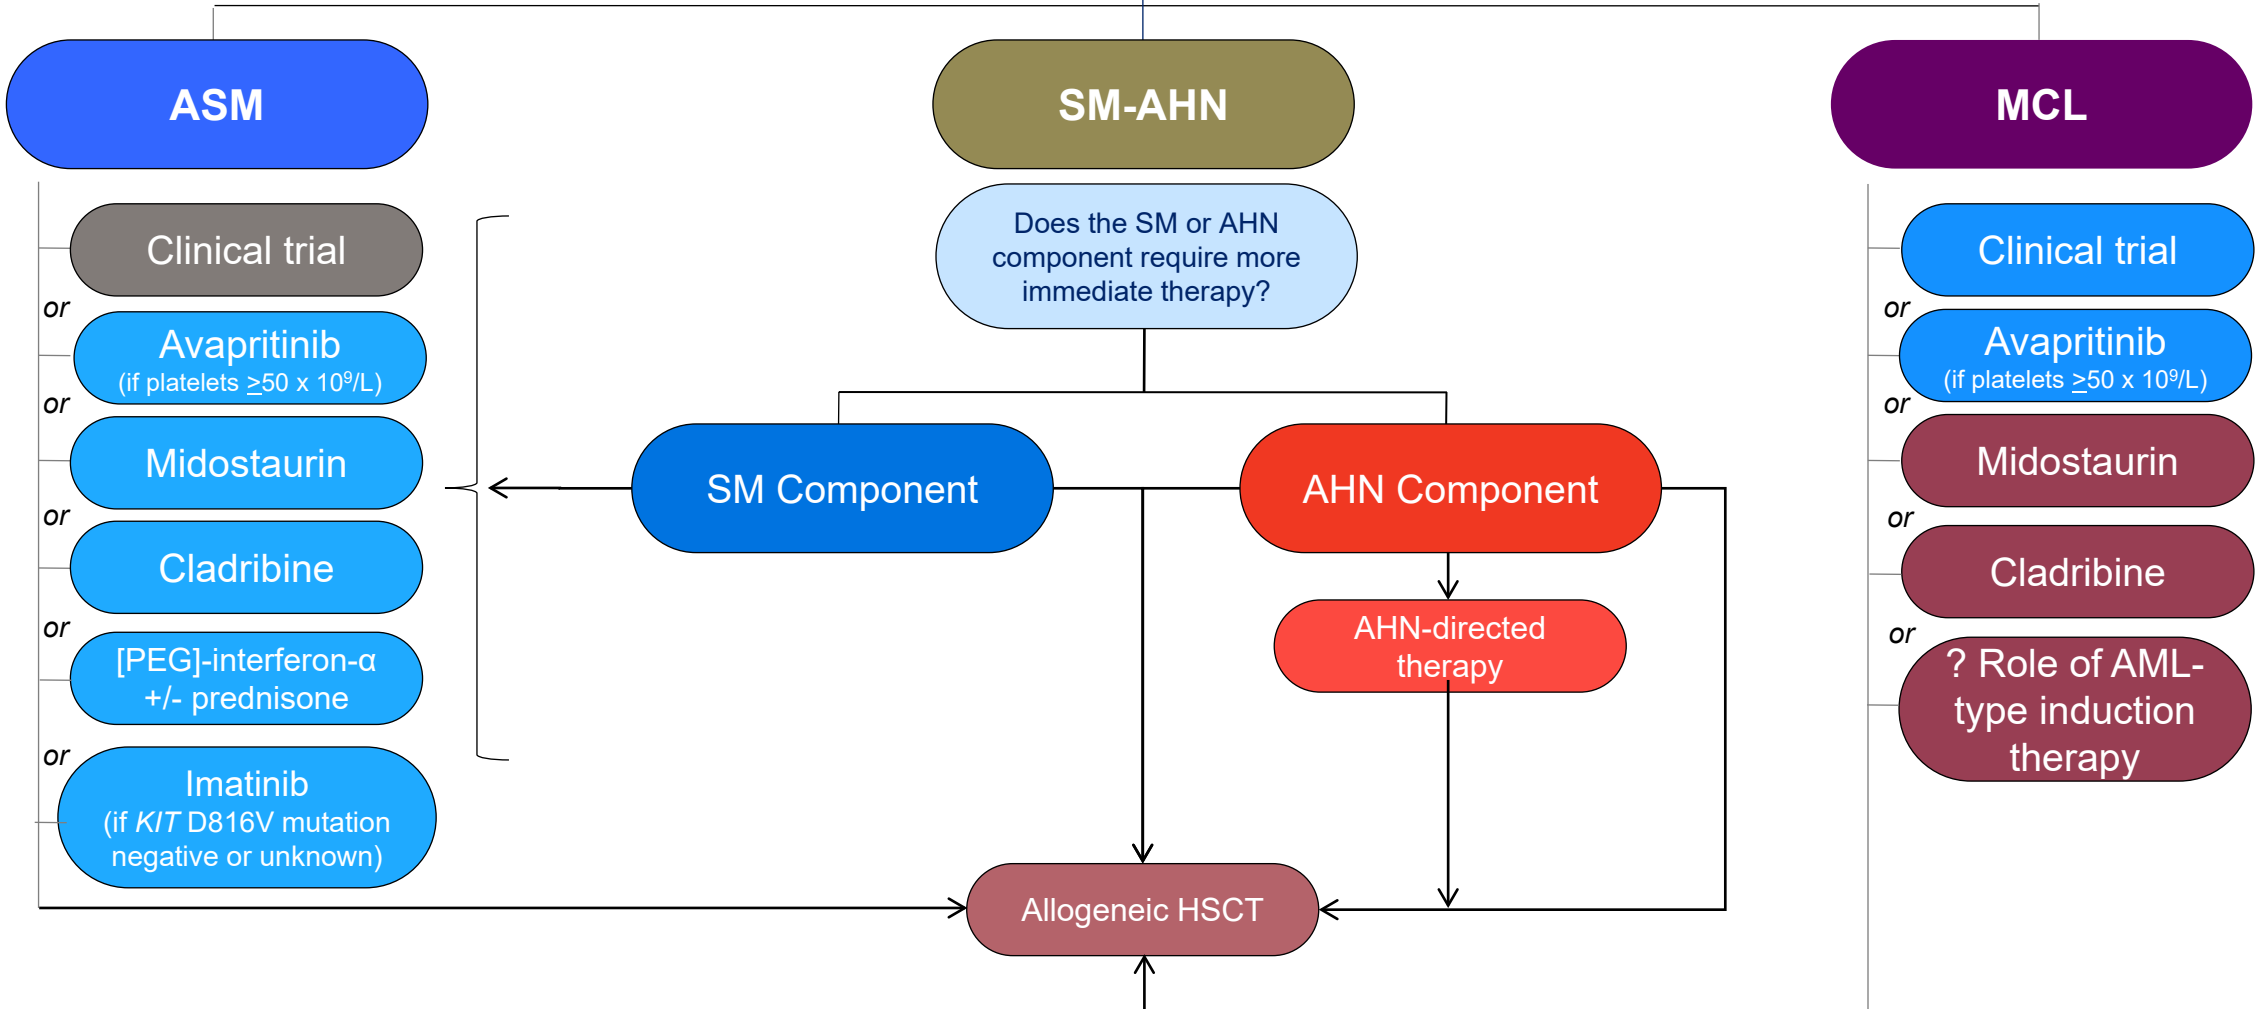 ASM
Clinical trial
or
Avapritinib
(if platelets >50 x 10⁹/L)
or
Midostaurin
or
Cladribine
or
[PEG]-interferon-α
+/- prednisone
or
Imatinib
(if KIT D816V mutation
negative or unknown)
SM-AHN
Does the SM or AHN
component require more
immediate therapy?
SM Component
AHN Component
AHN-directed
therapy
Allogeneic HSCT
MCL
Clinical trial
or
Avapritinib
(if platelets >50 x 10⁹/L)
or
Midostaurin
or
Cladribine
or
? Role of AML-
type induction
therapy